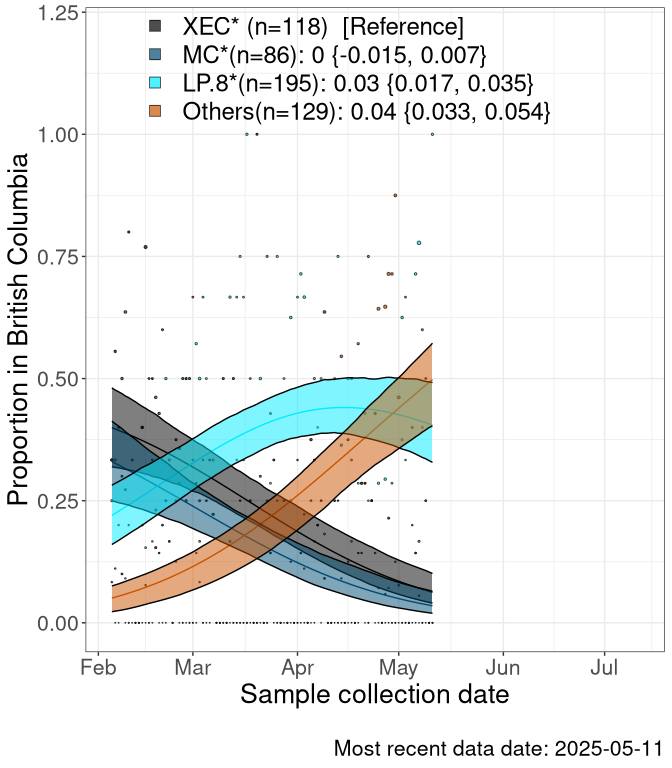 XEC* (n=118)  [Reference]
MC*(n=86): 0 {-0.015, 0.007}
LP.8*(n=195): 0.03 {0.017, 0.035}
Others(n=129): 0.04 {0.033, 0.054}
Proportion in British Columbia
1.25
1.00
0.75
0.50
0.25
0.00
Feb Mar Apr May Jun Jul
Sample collection date
Most recent data date: 2025-05-11